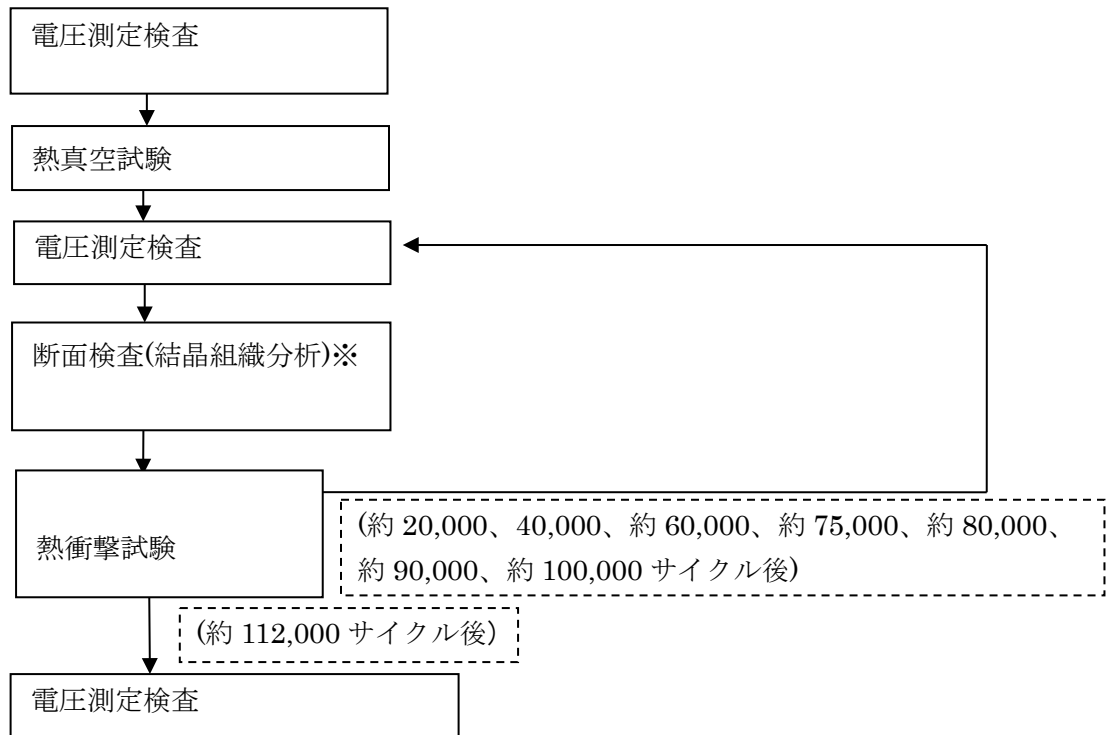 電圧測定検査
熱真空試験
電圧測定検査
断面検査(結晶組織分析)※
熱衝撃試験
(約 20,000、40,000、約 60,000、約 75,000、約 80,000、
約 90,000、約 100,000 サイクル後)
(約 112,000 サイクル後)
電圧測定検査